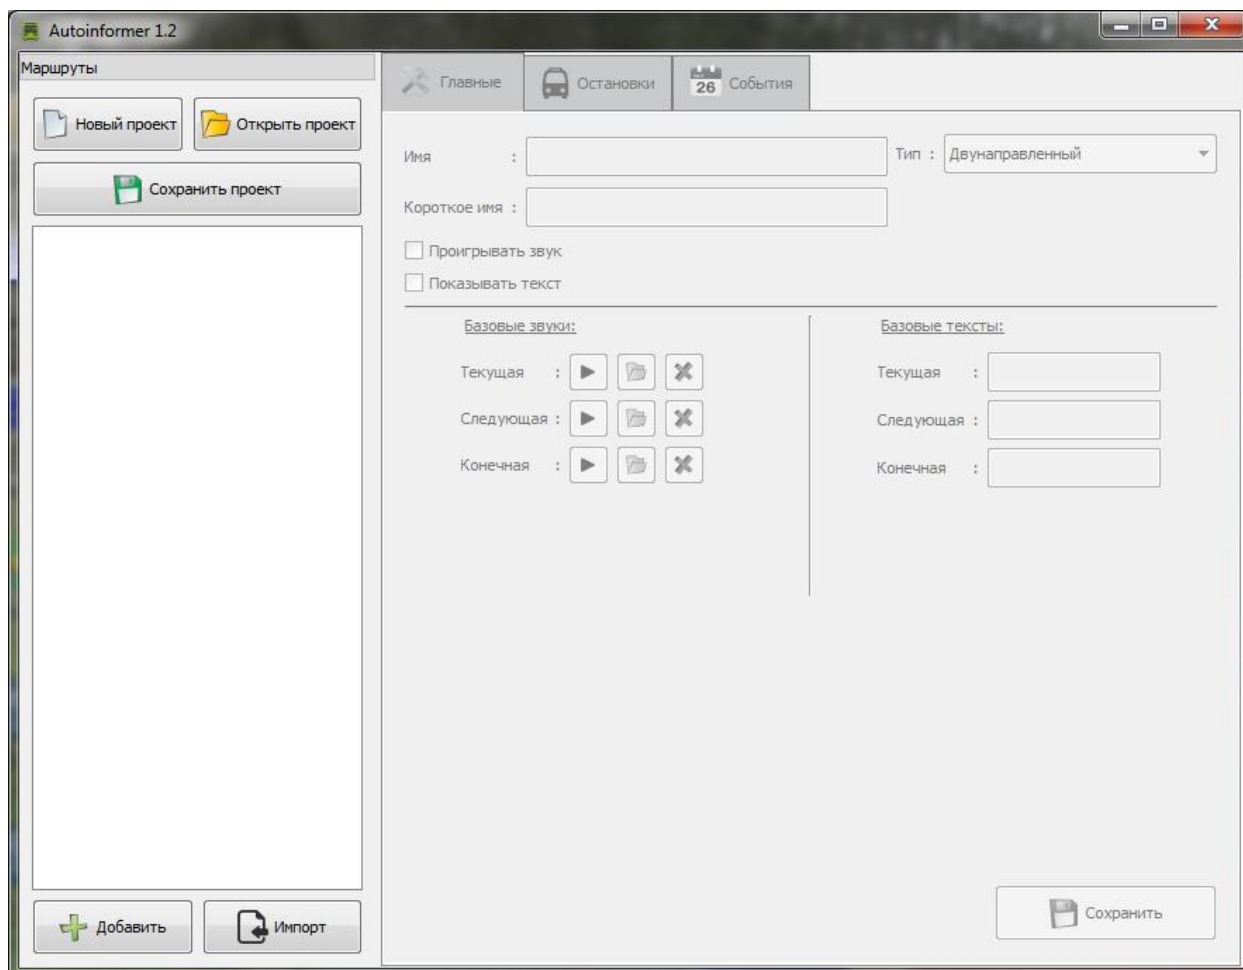 Autoinformer 1.2
Маршруты
Новый проект
Открыть проект
Сохранить проект
Добавить
Импорт
Главные
Остановки
26 События
Имя :
Тип : Двунаправленный
Короткое имя :
Проигрывать звук
Показывать текст
Базовые звуки:
Текущая :
Следующая :
Конечная :
Базовые тексты:
Текущая :
Следующая :
Конечная :
Сохранить